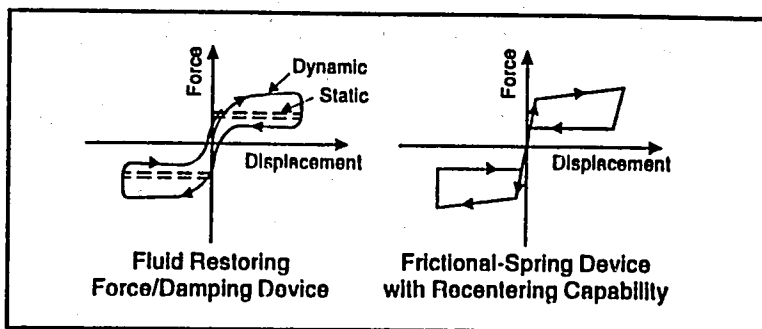 Force
Dynamic
Static
Displacement
Fluid Restoring
Force/Damping Device
Force
Displacement
Frictional-Spring Device
with Recentering Capability